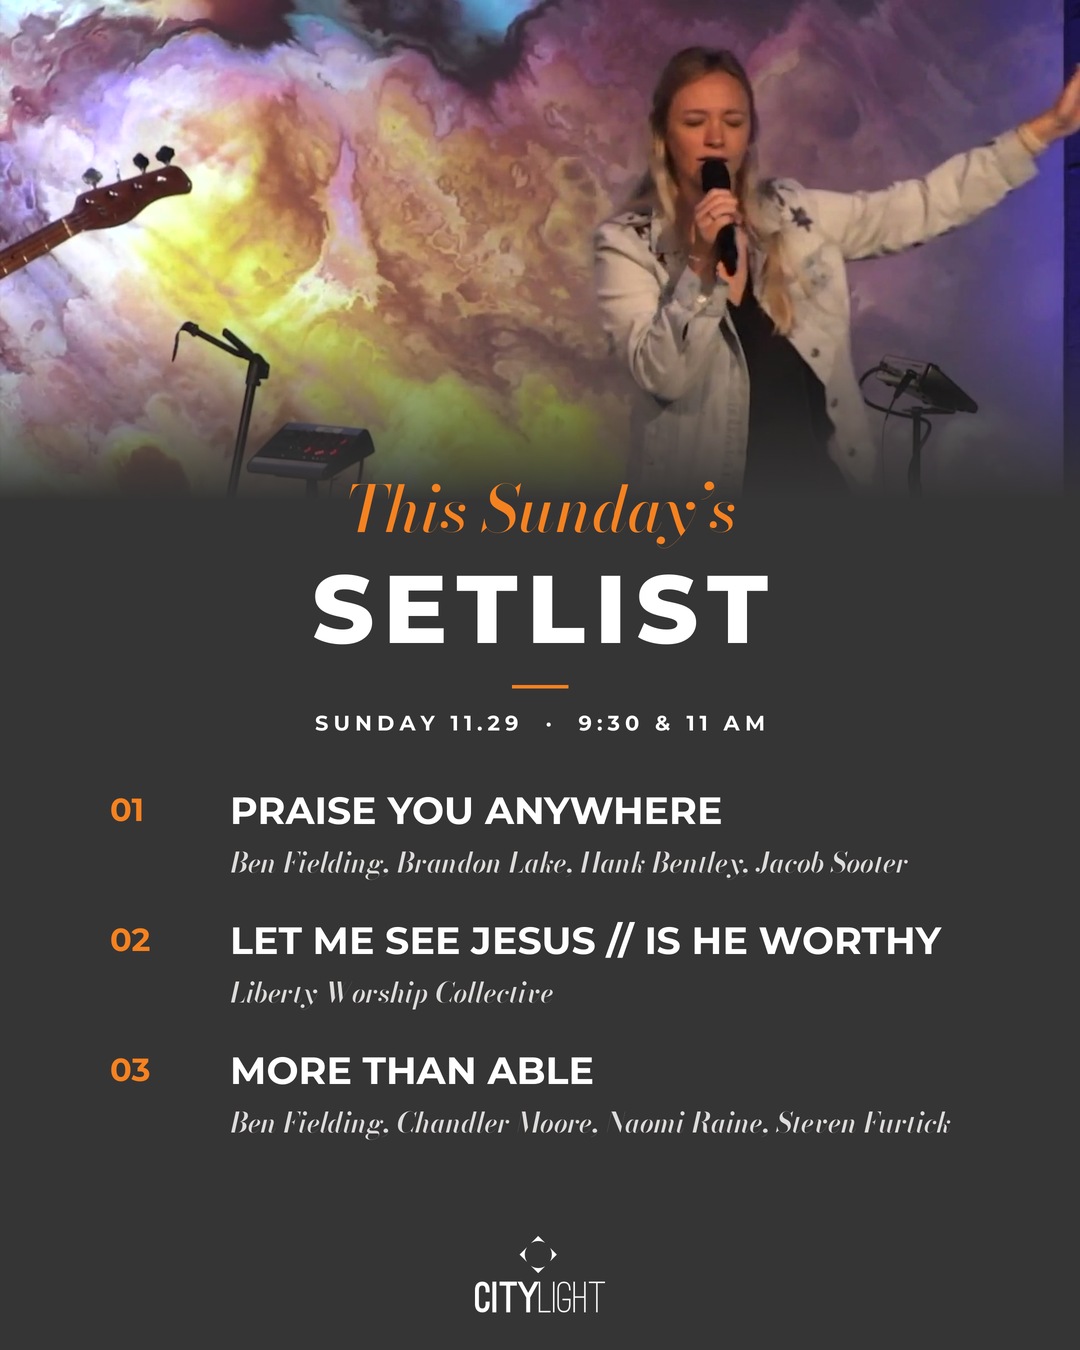 This Sunday's
SETLIST
SUNDAY 11.29 · 9:30 & 11 AM
01 PRAISE YOU ANYWHERE
Ben Fielding, Brandon Lake, Hank Bentley, Jacob Sooter
02 LET ME SEE JESUS // IS HE WORTHY
Liberty Worship Collective
03 MORE THAN ABLE
Ben Fielding, Chandler Moore, Naomi Raine, Steven Furtick
CITYLIGHT